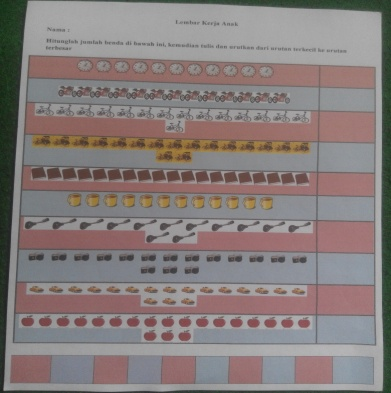 Lembar Kerja Anak
Nama :
Hitunglah jumlah benda di bawah ini, kemudian tulis dan urutkan dari urutan terkecil ke urutan
terbesar